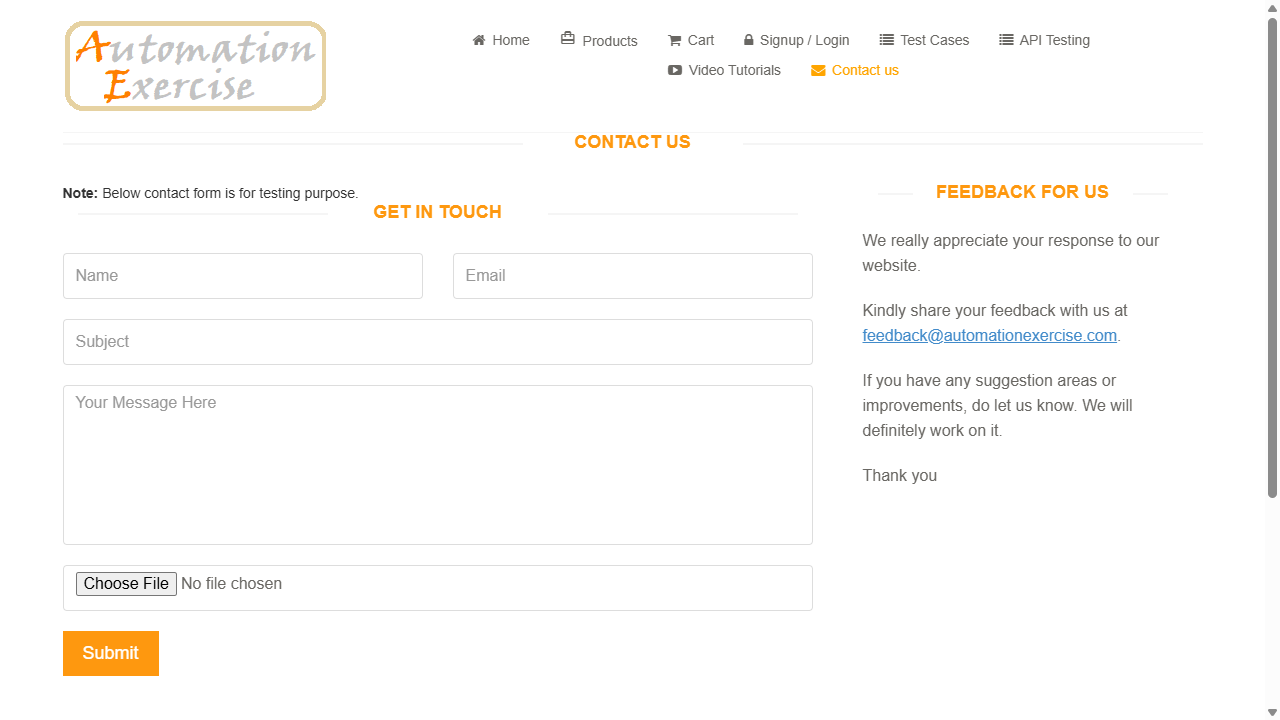 Automation
Exercise
Home
Products
Cart
Signup / Login
Test Cases
API Testing
Video Tutorials
Contact us
CONTACT US
Note: Below contact form is for testing purpose.
GET IN TOUCH
Name
Email
Subject
Your Message Here
Choose File No file chosen
Submit
FEEDBACK FOR US
We really appreciate your response to our
website.
Kindly share your feedback with us at
feedback@automationexercise.com.
If you have any suggestion areas or
improvements, do let us know. We will
definitely work on it.
Thank you